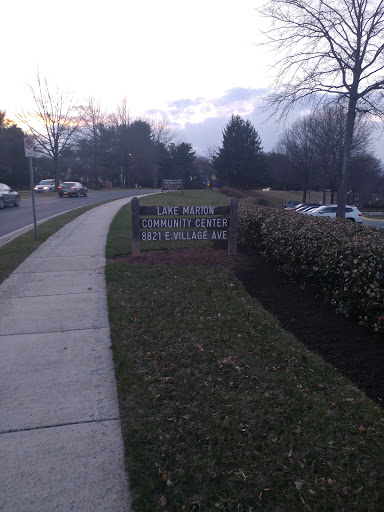 LAKE MARION
COMMUNITY CENTER
8821 E. VILLAGE AVE